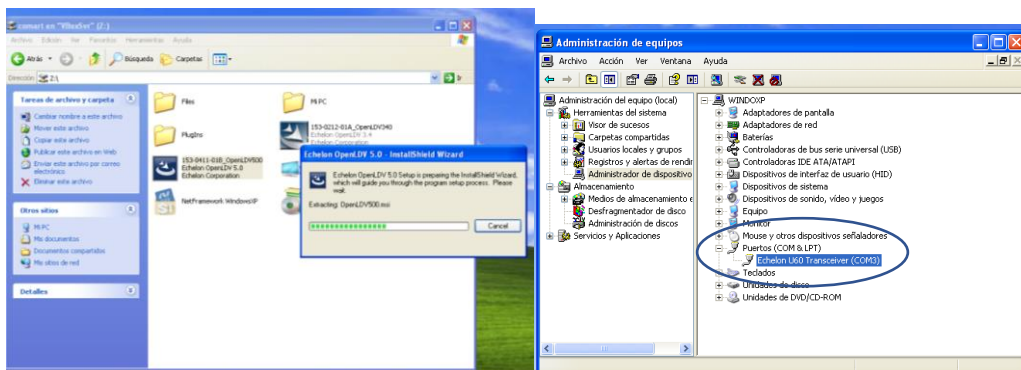 comart en "VBoxSvr" (Z:)
Archivo Edición Ver Favoritos Herramientas Ayuda
Atrás Búsqueda Carpetas
Dirección Z:\ Ir
Tareas de archivo y carpeta
Cambiar nombre a este archivo
Mover este archivo
Copiar este archivo
Publicar este archivo en Web
Enviar este archivo por correo electrónico
Eliminar este archivo
Otros sitios
Mi PC
Mis documentos
Documentos compartidos
Mis sitios de red
Detalles
Files
Mi PC
PlugIns
153-0212-01A_OpenLDV340
Echelon OpenLDV 3.4
Echelon Corporation
153-0411-01B_OpenLDV500
Echelon OpenLDV 5.0
Echelon Corporation
NetFramework WindowsXP
Echelon OpenLDV 5.0 - InstallShield Wizard
Echelon OpenLDV 5.0 Setup is preparing the InstallShield Wizard,
which will guide you through the program setup process. Please
wait.
Extracting: OpenLDV500.msi
Cancel
Administración de equipos
Archivo Acción Ver Ventana Ayuda
Administración del equipo (local)
Herramientas del sistema
Visor de sucesos
Carpetas compartidas
Usuarios locales y grupos
Registros y alertas de rendir
Administrador de dispositivo
Almacenamiento
Medios de almacenamiento e
Desfragmentador de disco
Administración de discos
Servicios y Aplicaciones
WINDOXP
Adaptadores de pantalla
Adaptadores de red
Baterías
Controladoras de bus serie universal (USB)
Controladoras IDE ATA/ATAPI
Dispositivos de interfaz de usuario (HID)
Dispositivos de sistema
Dispositivos de sonido, vídeo y juegos
Equipo
Monitor
Mouse y otros dispositivos señaladores
Puertos (COM & LPT)
Echelon U60 Transceiver (COM3)
Teclados
Unidades de disco
Unidades de DVD/CD-ROM